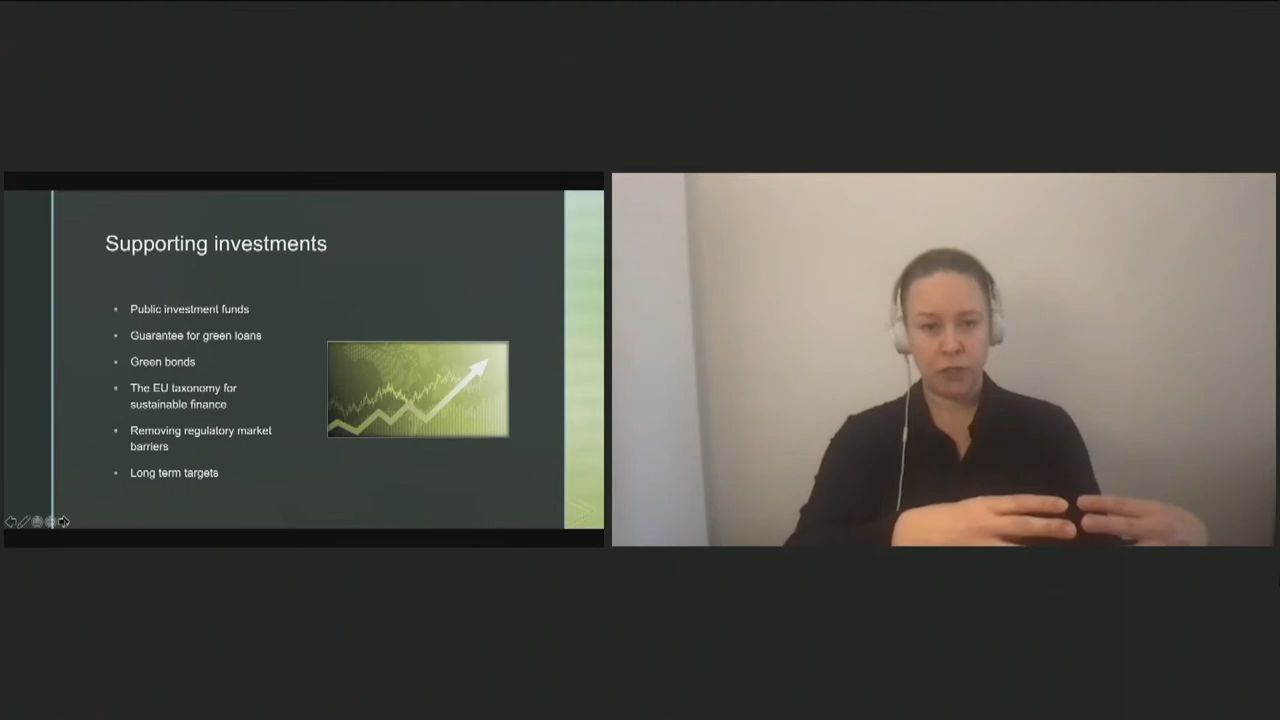 Supporting investments
Public investment funds
Guarantee for green loans
Green bonds
The EU taxonomy for
sustainable finance
Removing regulatory market
barriers
Long term targets